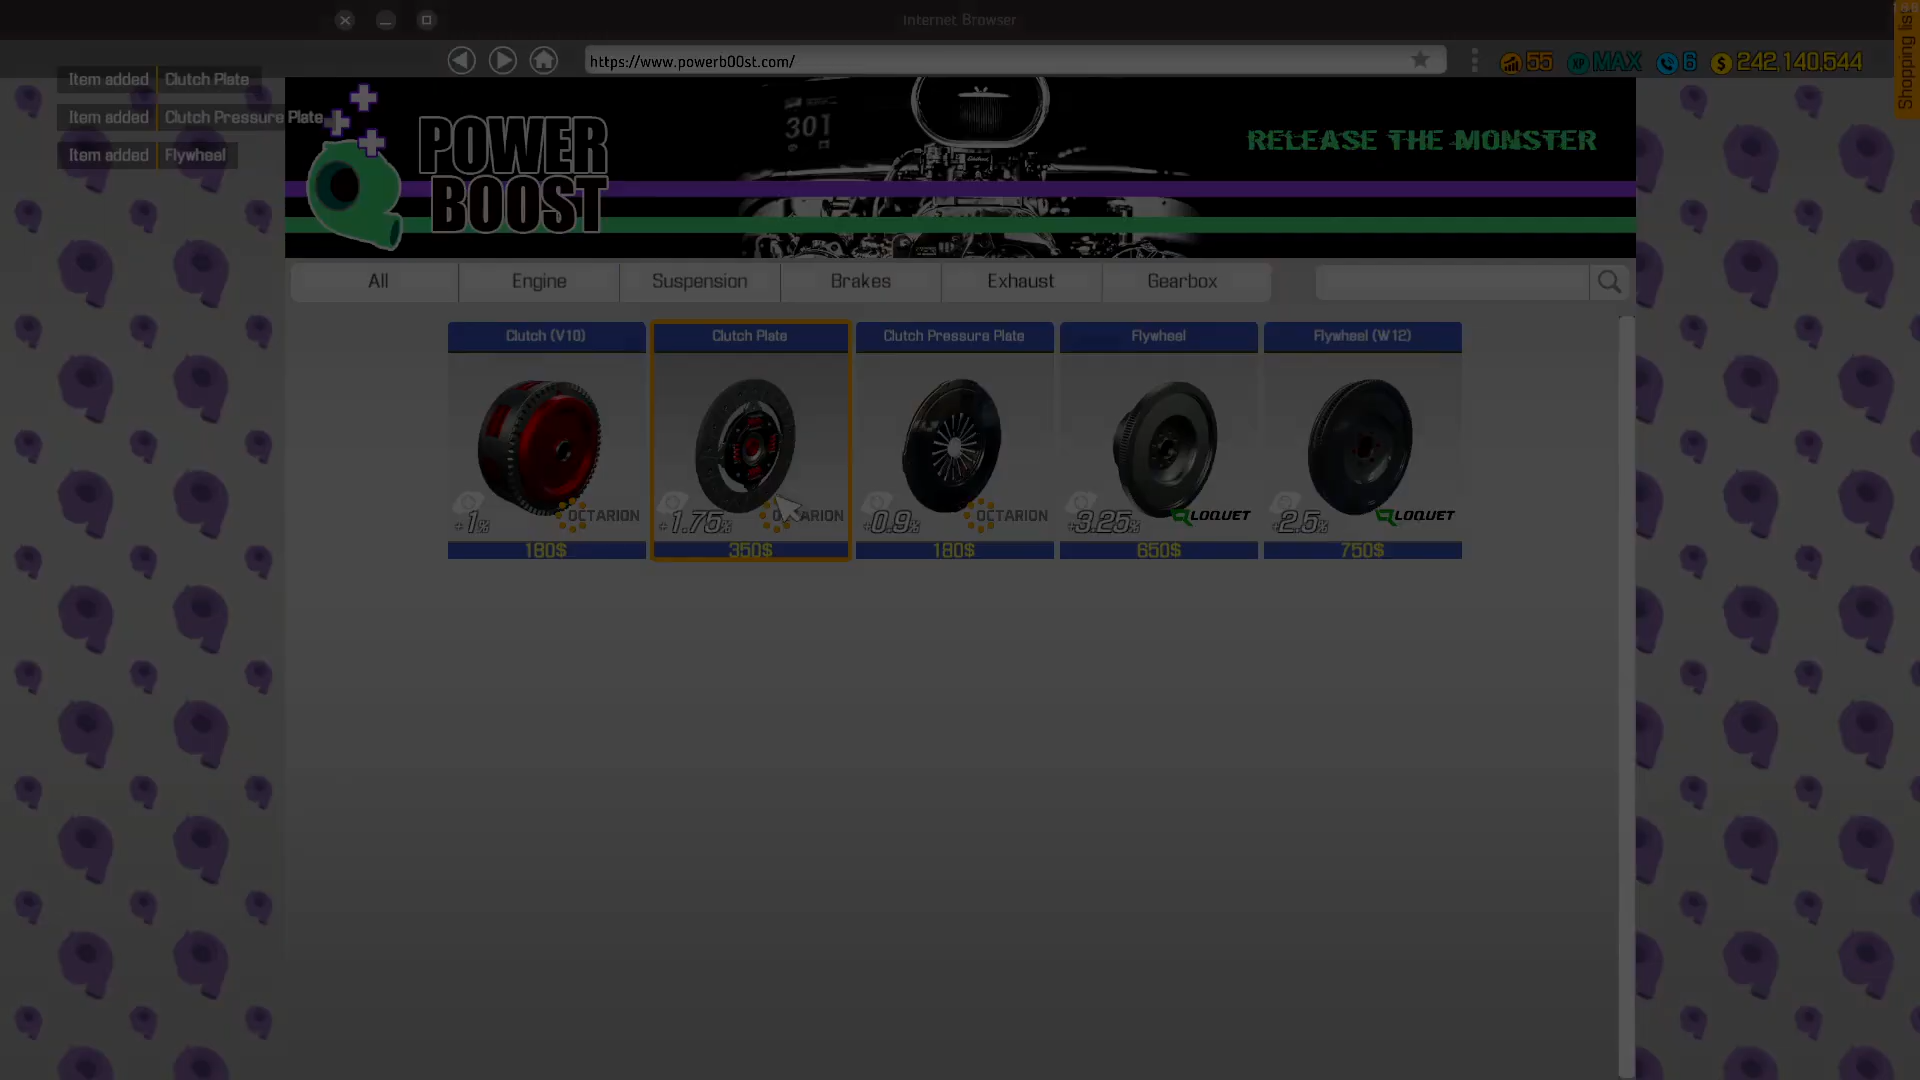 Internet Browser
https://www.powerb00st.com/
55
XP MAX
6
$ 242,140,544
Shopping list
Item added Clutch Plate
Item added Clutch Pressure Plate
Item added Flywheel
POWER
BOOST
301
RELEASE THE MONSTER
All Engine Suspension Brakes Exhaust Gearbox
Clutch (V10) Clutch Plate Clutch Pressure Plate Flywheel Flywheel (W12)
+1% OCTARION +1.75% OCTARION +0.9% OCTARION +3.25% LOQUET +2.5% LOQUET
180$ 350$ 180$ 650$ 750$